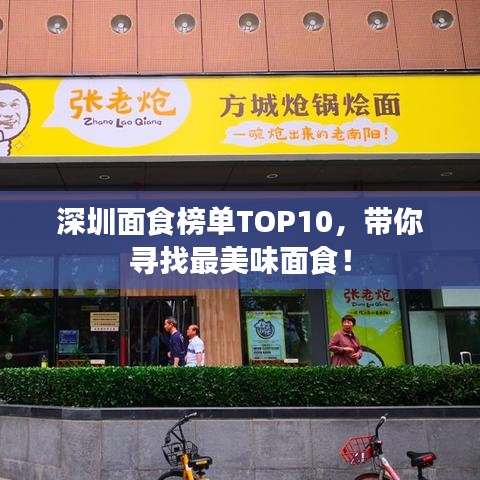 张老炝
Zhang Lao Qiang
方城炝锅烩面
一碗炝出来的老南阳！
深圳面食榜单TOP10，带你
寻找最美味面食！
张老炝